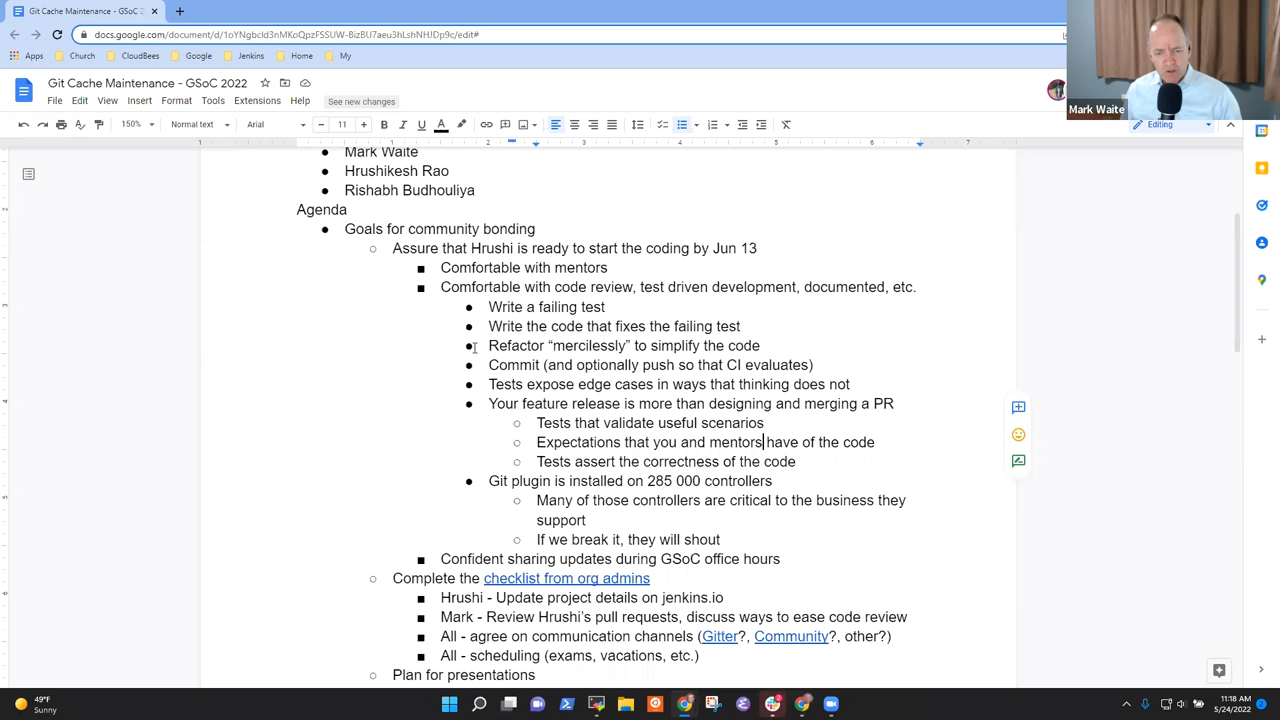 Git Cache Maintenance - GSoC 2
docs.google.com/document/d/1oYNgbcId3nMKoQpzFSSUW-BizBU7aeu3hLshNHJDp9c/edit#
Apps Church CloudBees Google Jenkins Home My
Git Cache Maintenance - GSoC 2022
File Edit View Insert Format Tools Extensions Help See new changes
Mark Waite
150% Normal text Arial 11 Editing
1 1 2 3 4 5 6 7
● Mark Waite
● Hrushikesh Rao
● Rishabh Budhouliya
Agenda
● Goals for community bonding
○ Assure that Hrushi is ready to start the coding by Jun 13
■ Comfortable with mentors
■ Comfortable with code review, test driven development, documented, etc.
● Write a failing test
● Write the code that fixes the failing test
● Refactor “mercilessly” to simplify the code
● Commit (and optionally push so that CI evaluates)
● Tests expose edge cases in ways that thinking does not
● Your feature release is more than designing and merging a PR
○ Tests that validate useful scenarios
○ Expectations that you and mentors have of the code
○ Tests assert the correctness of the code
● Git plugin is installed on 285 000 controllers
○ Many of those controllers are critical to the business they
support
○ If we break it, they will shout
■ Confident sharing updates during GSoC office hours
○ Complete the checklist from org admins
■ Hrushi - Update project details on jenkins.io
■ Mark - Review Hrushi’s pull requests, discuss ways to ease code review
■ All - agree on communication channels (Gitter?, Community?, other?)
■ All - scheduling (exams, vacations, etc.)
○ Plan for presentations
49°F
Sunny
11:18 AM
5/24/2022